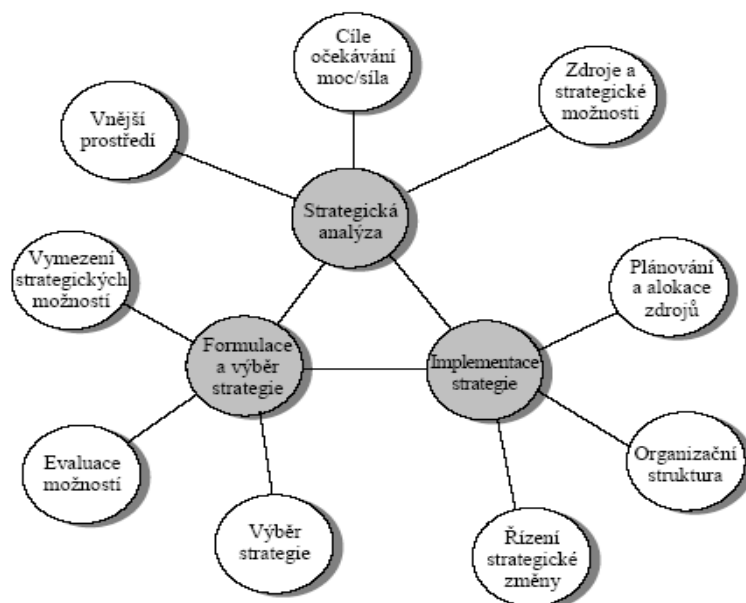 Cíle
očekávání
moc/síla
Zdroje a
strategické
možnosti
Vnější
prostředí
Strategická
analýza
Vymezení
strategických
možností
Plánování
a alokace
zdrojů
Formulace
a výběr
strategie
Implementace
strategie
Evaluace
možností
Organizační
struktura
Výběr
strategie
Řízení
strategické
změny